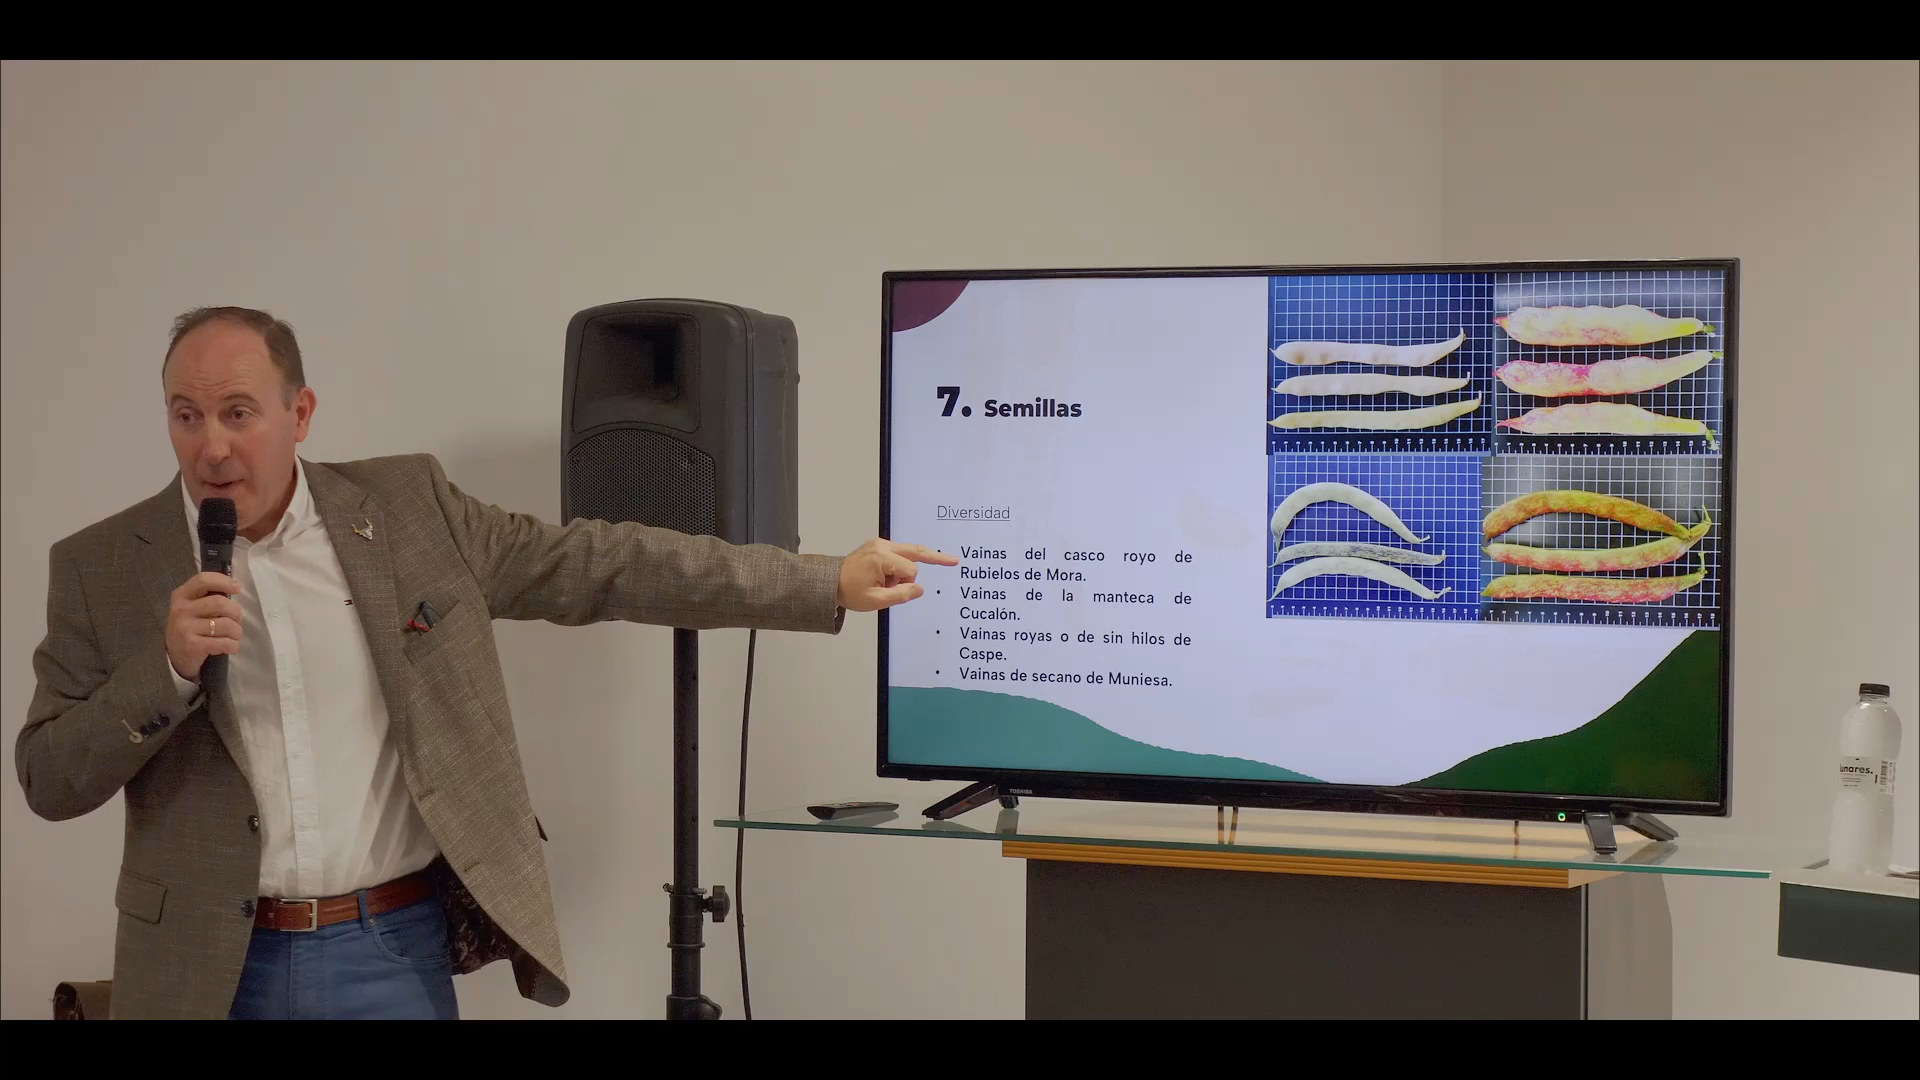 7. Semillas
Diversidad
• Vainas del casco royo de
Rubielos de Mora.
• Vainas de la manteca de
Cucalón.
• Vainas royas o de sin hilos de
Caspe.
• Vainas de secano de Muniesa.
TOSHIBA
unares.